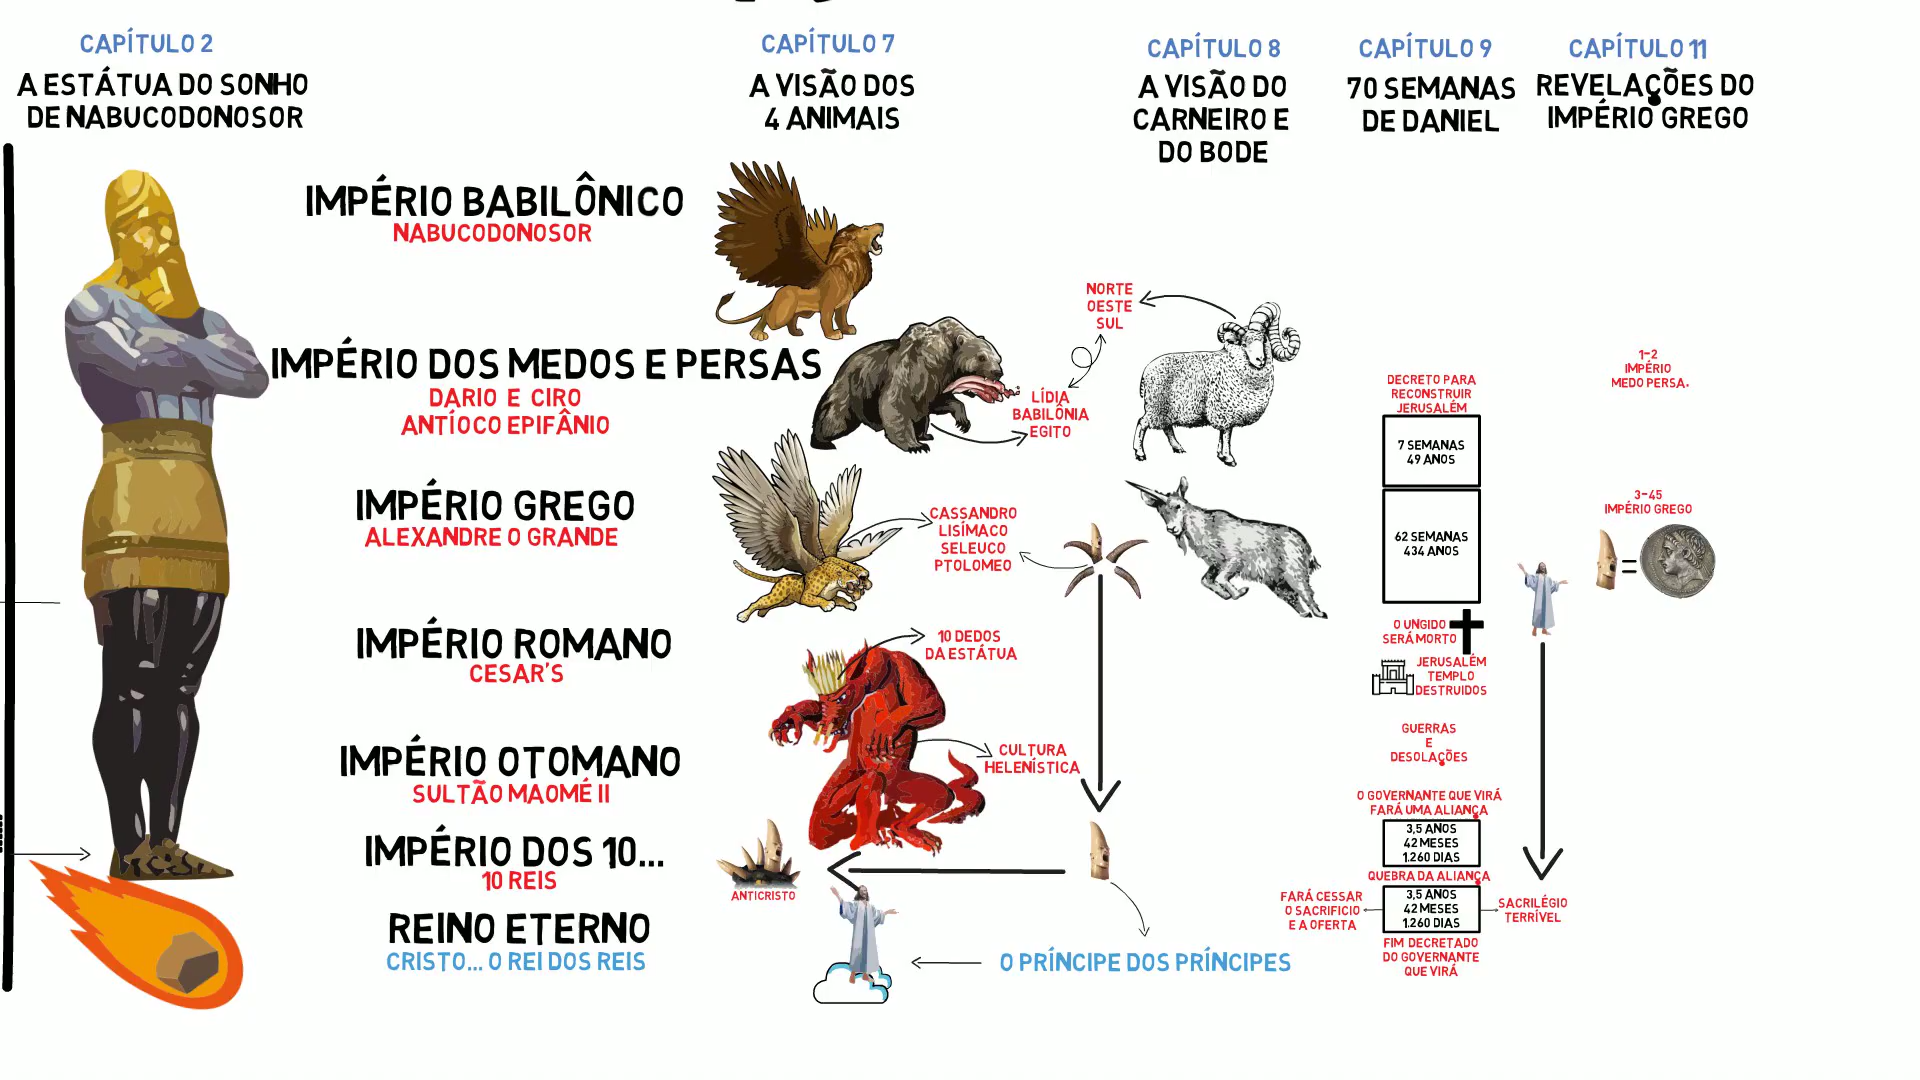 CAPÍTULO 2
A ESTÁTUA DO SONHO
DE NABUCODONOSOR
CAPÍTULO 7
A VISÃO DOS
4 ANIMAIS
CAPÍTULO 8
A VISÃO DO
CARNEIRO E
DO BODE
CAPÍTULO 9
70 SEMANAS
DE DANIEL
CAPÍTULO 11
REVELAÇÕES DO
IMPÉRIO GREGO
IMPÉRIO BABILÔNICO
NABUCODONOSOR
IMPÉRIO DOS MEDOS E PERSAS
DARIO E CIRO
ANTÍOCO EPIFÂNIO
IMPÉRIO GREGO
ALEXANDRE O GRANDE
IMPÉRIO ROMANO
CESAR'S
IMPÉRIO OTOMANO
SULTÃO MAOMÉ II
IMPÉRIO DOS 10...
10 REIS
REINO ETERNO
CRISTO... O REI DOS REIS
LÍDIA
BABILÔNIA
EGITO
CASSANDRO
LISÍMACO
SELEUCO
PTOLOMEO
10 DEDOS
DA ESTÁTUA
CULTURA
HELENÍSTICA
ANTICRISTO
NORTE
OESTE
SUL
O PRÍNCIPE DOS PRÍNCIPES
DECRETO PARA
RECONSTRUIR
JERUSALÉM
7 SEMANAS
49 ANOS
62 SEMANAS
434 ANOS
O UNGIDO
SERÁ MORTO
JERUSALÉM
TEMPLO
DESTRUIDOS
GUERRAS
E
DESOLAÇÕES
O GOVERNANTE QUE VIRÁ
FARÁ UMA ALIANÇA
3,5 ANOS
42 MESES
1.260 DIAS
QUEBRA DA ALIANÇA
FARÁ CESSAR
O SACRIFICIO
E A OFERTA
3,5 ANOS
42 MESES
1.260 DIAS
SACRILÉGIO
TERRÍVEL
FIM DECRETADO
DO GOVERNANTE
QUE VIRÁ
1-2
IMPÉRIO
MEDO PERSA.
3-45
IMPÉRIO GREGO
=